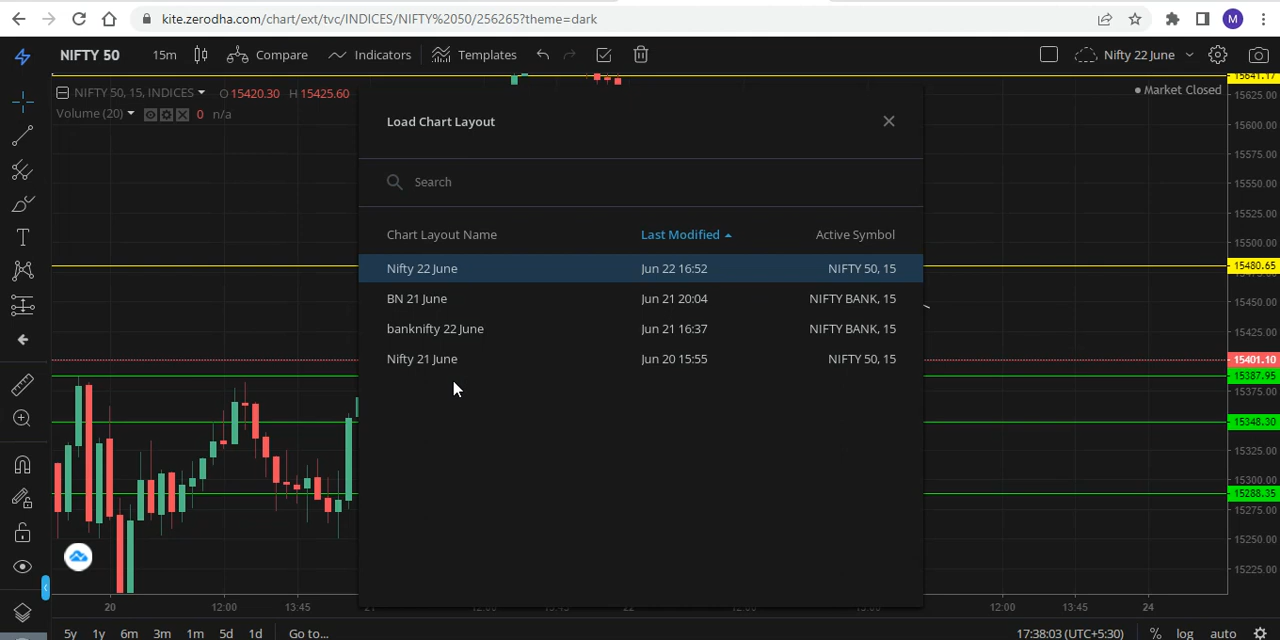 kite.zerodha.com/chart/ext/tvc/INDICES/NIFTY%2050/256265?theme=dark
M
NIFTY 50 15m Compare Indicators Templates Nifty 22 June
NIFTY 50, 15, INDICES O15420.30 H15425.60
Market Closed
Volume (20) 0 n/a
Load Chart Layout
Search
Chart Layout Name Last Modified Active Symbol
Nifty 22 June Jun 22 16:52 NIFTY 50, 15
BN 21 June Jun 21 20:04 NIFTY BANK, 15
banknifty 22 June Jun 21 16:37 NIFTY BANK, 15
Nifty 21 June Jun 20 15:55 NIFTY 50, 15
15641.17
15625.00
15600.00
15575.00
15550.00
15525.00
15500.00
15480.65
15450.00
15425.00
15401.10
15387.95
15375.00
15348.30
15325.00
15300.00
15288.35
15275.00
15250.00
15225.00
20 12:00 13:45 12:00 13:45 24
5y 1y 6m 3m 1m 5d 1d Go to... 17:38:03 (UTC+5:30) % log auto